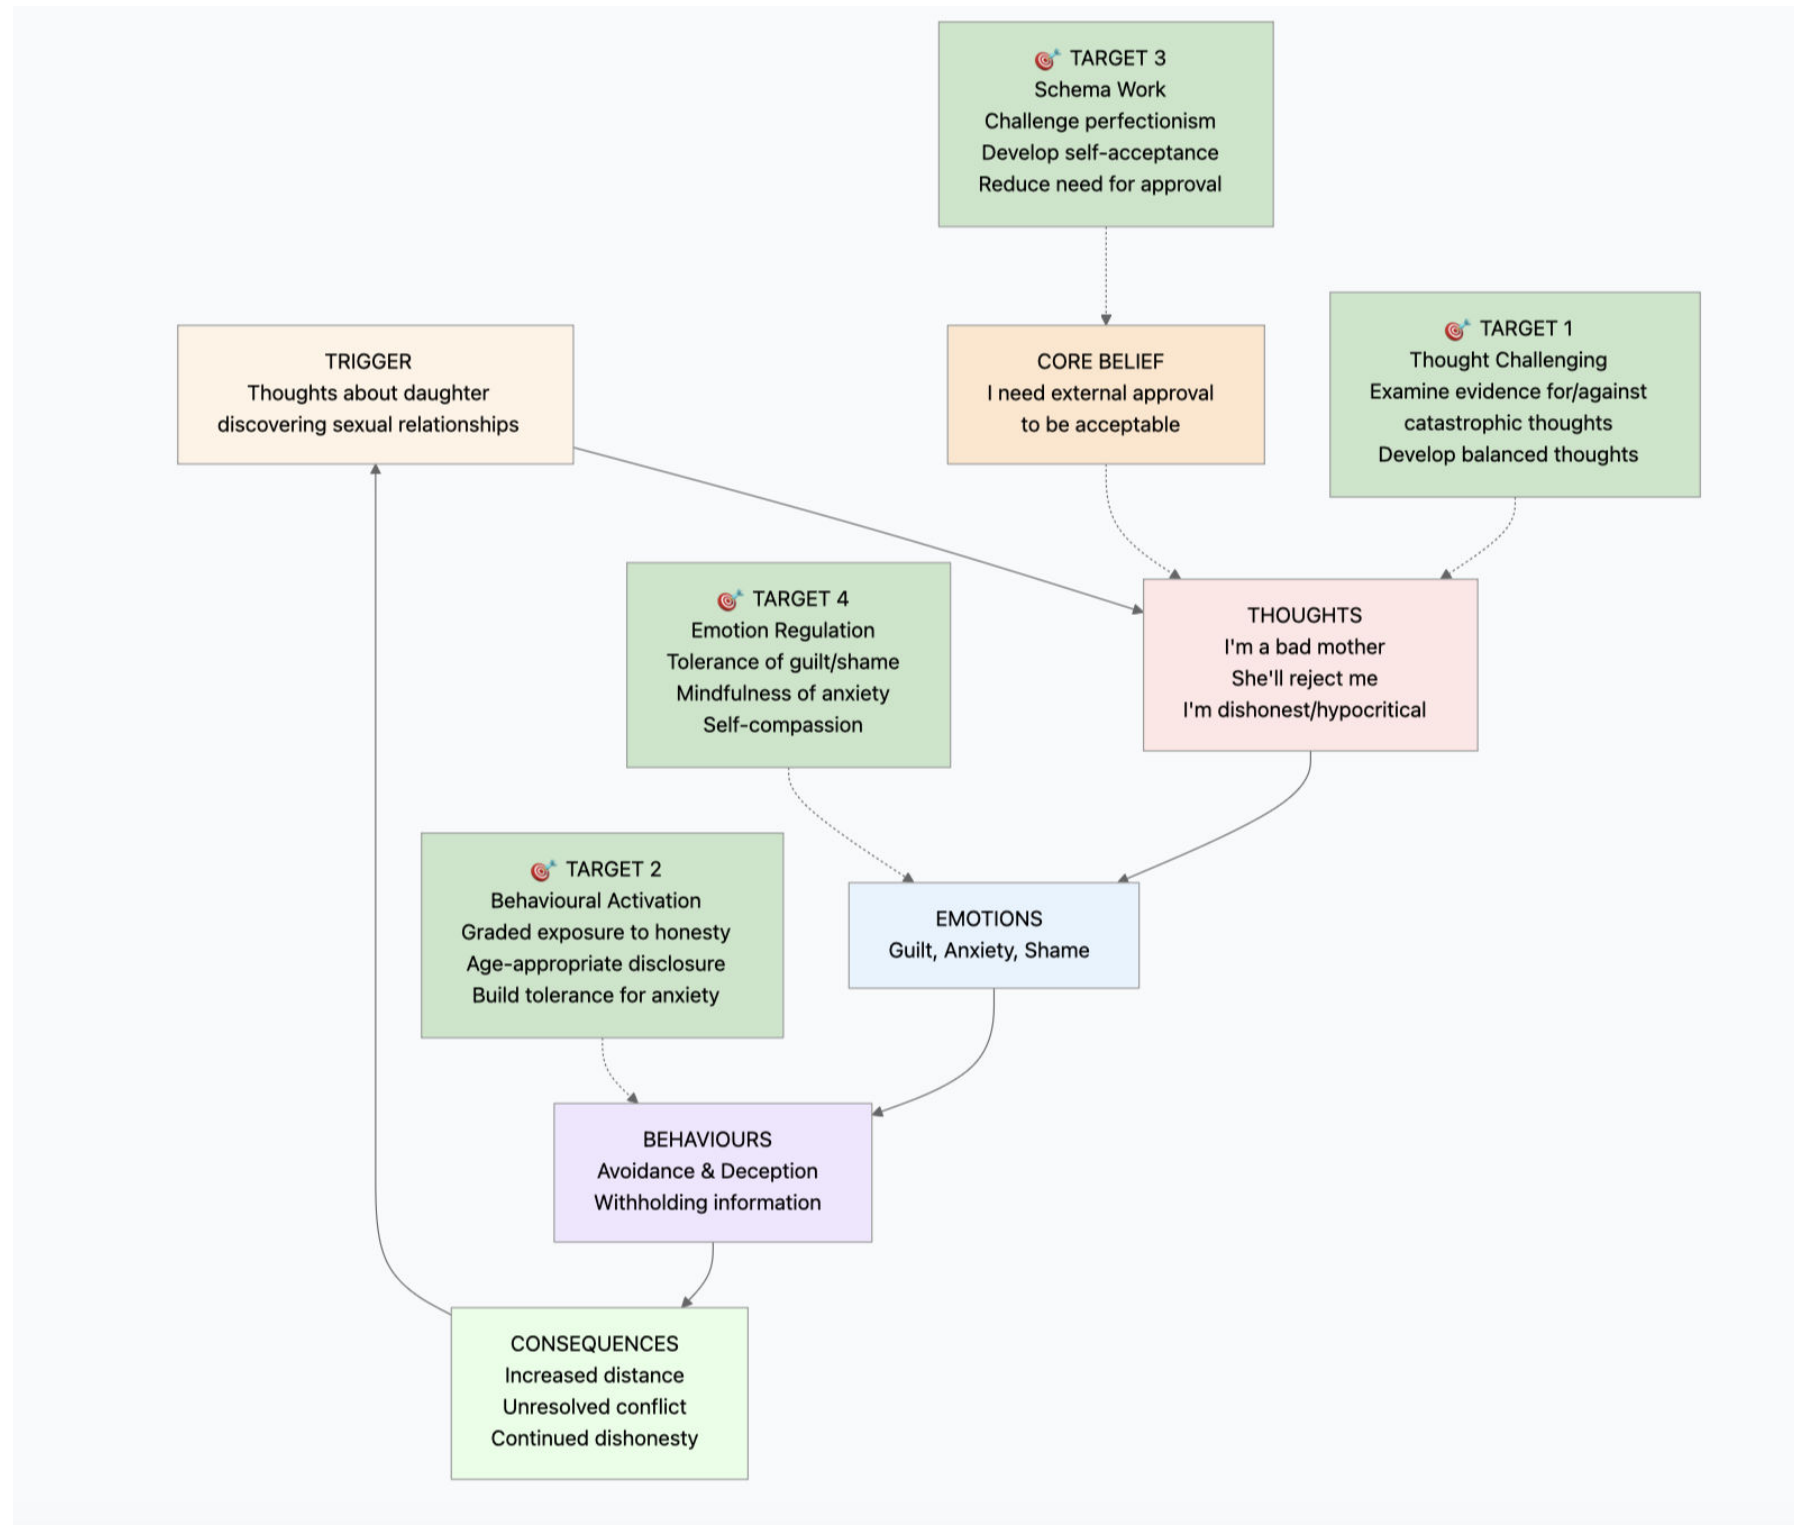 🎯 TARGET 3
Schema Work
Challenge perfectionism
Develop self-acceptance
Reduce need for approval
TRIGGER
Thoughts about daughter
discovering sexual relationships
CORE BELIEF
I need external approval
to be acceptable
🎯 TARGET 1
Thought Challenging
Examine evidence for/against
catastrophic thoughts
Develop balanced thoughts
🎯 TARGET 4
Emotion Regulation
Tolerance of guilt/shame
Mindfulness of anxiety
Self-compassion
THOUGHTS
I'm a bad mother
She'll reject me
I'm dishonest/hypocritical
🎯 TARGET 2
Behavioural Activation
Graded exposure to honesty
Age-appropriate disclosure
Build tolerance for anxiety
EMOTIONS
Guilt, Anxiety, Shame
BEHAVIOURS
Avoidance & Deception
Withholding information
CONSEQUENCES
Increased distance
Unresolved conflict
Continued dishonesty